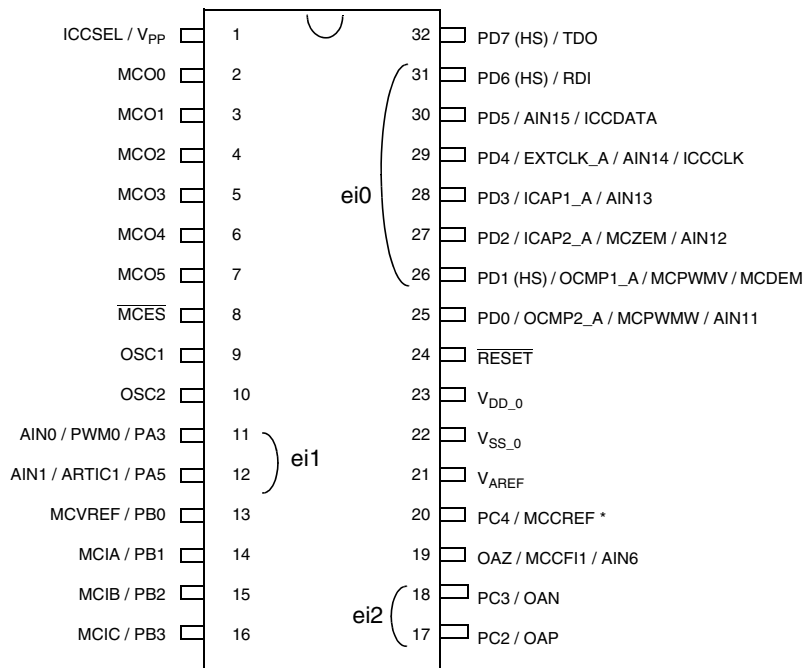 ICCSEL / VPP 1 32 PD7 (HS) / TDO
MCO0 2 31 PD6 (HS) / RDI
MCO1 3 30 PD5 / AIN15 / ICCDATA
MCO2 4 29 PD4 / EXTCLK_A / AIN14 / ICCCLK
MCO3 5 ei0 28 PD3 / ICAP1_A / AIN13
MCO4 6 27 PD2 / ICAP2_A / MCZEM / AIN12
MCO5 7 26 PD1 (HS) / OCMP1_A / MCPWMV / MCDEM
MCES 8 25 PD0 / OCMP2_A / MCPWMW / AIN11
OSC1 9 24 RESET
OSC2 10 23 VDD_0
AIN0 / PWM0 / PA3 11 22 VSS_0
ei1
AIN1 / ARTIC1 / PA5 12 21 VAREF
MCVREF / PB0 13 20 PC4 / MCCREF *
MCIA / PB1 14 19 OAZ / MCCFI1 / AIN6
MCIB / PB2 15 18 PC3 / OAN
ei2
MCIC / PB3 16 17 PC2 / OAP